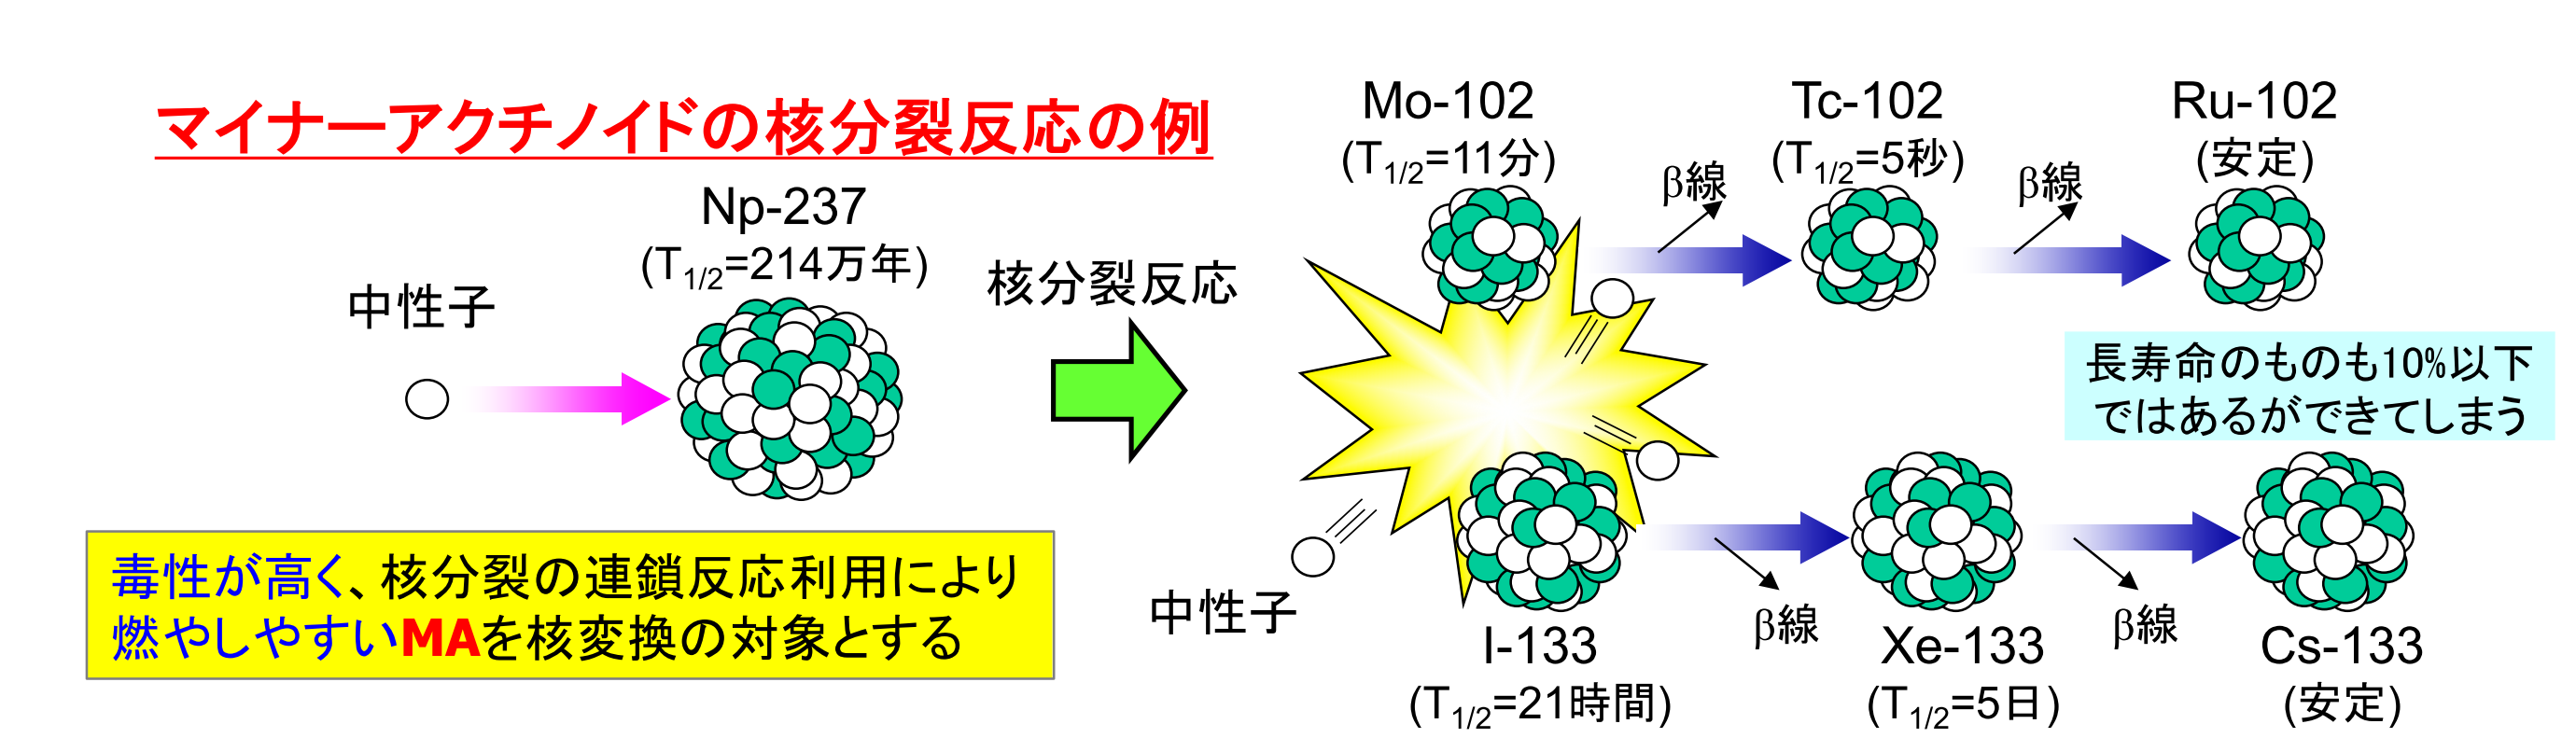 マイナーアクチノイドの核分裂反応の例
中性子
Np-237
(T1/2=214万年)
核分裂反応
Mo-102
(T1/2=11分)
β線
Tc-102
(T1/2=5秒)
β線
Ru-102
(安定)
長寿命のものも10%以下
ではあるができてしまう
毒性が高く、核分裂の連鎖反応利用により
燃やしやすいMAを核変換の対象とする
中性子
I-133
(T1/2=21時間)
β線
Xe-133
(T1/2=5日)
β線
Cs-133
(安定)